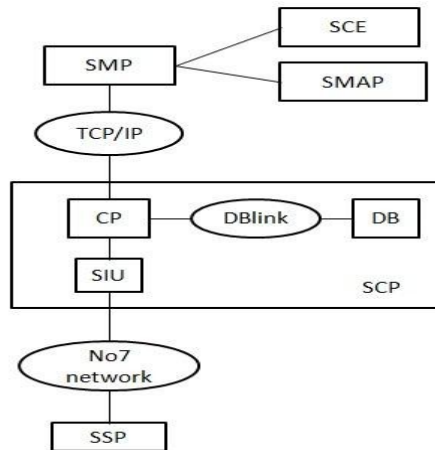 SCE
SMP
SMAP
TCP/IP
CP
DBlink
DB
SIU
SCP
No7
network
SSP